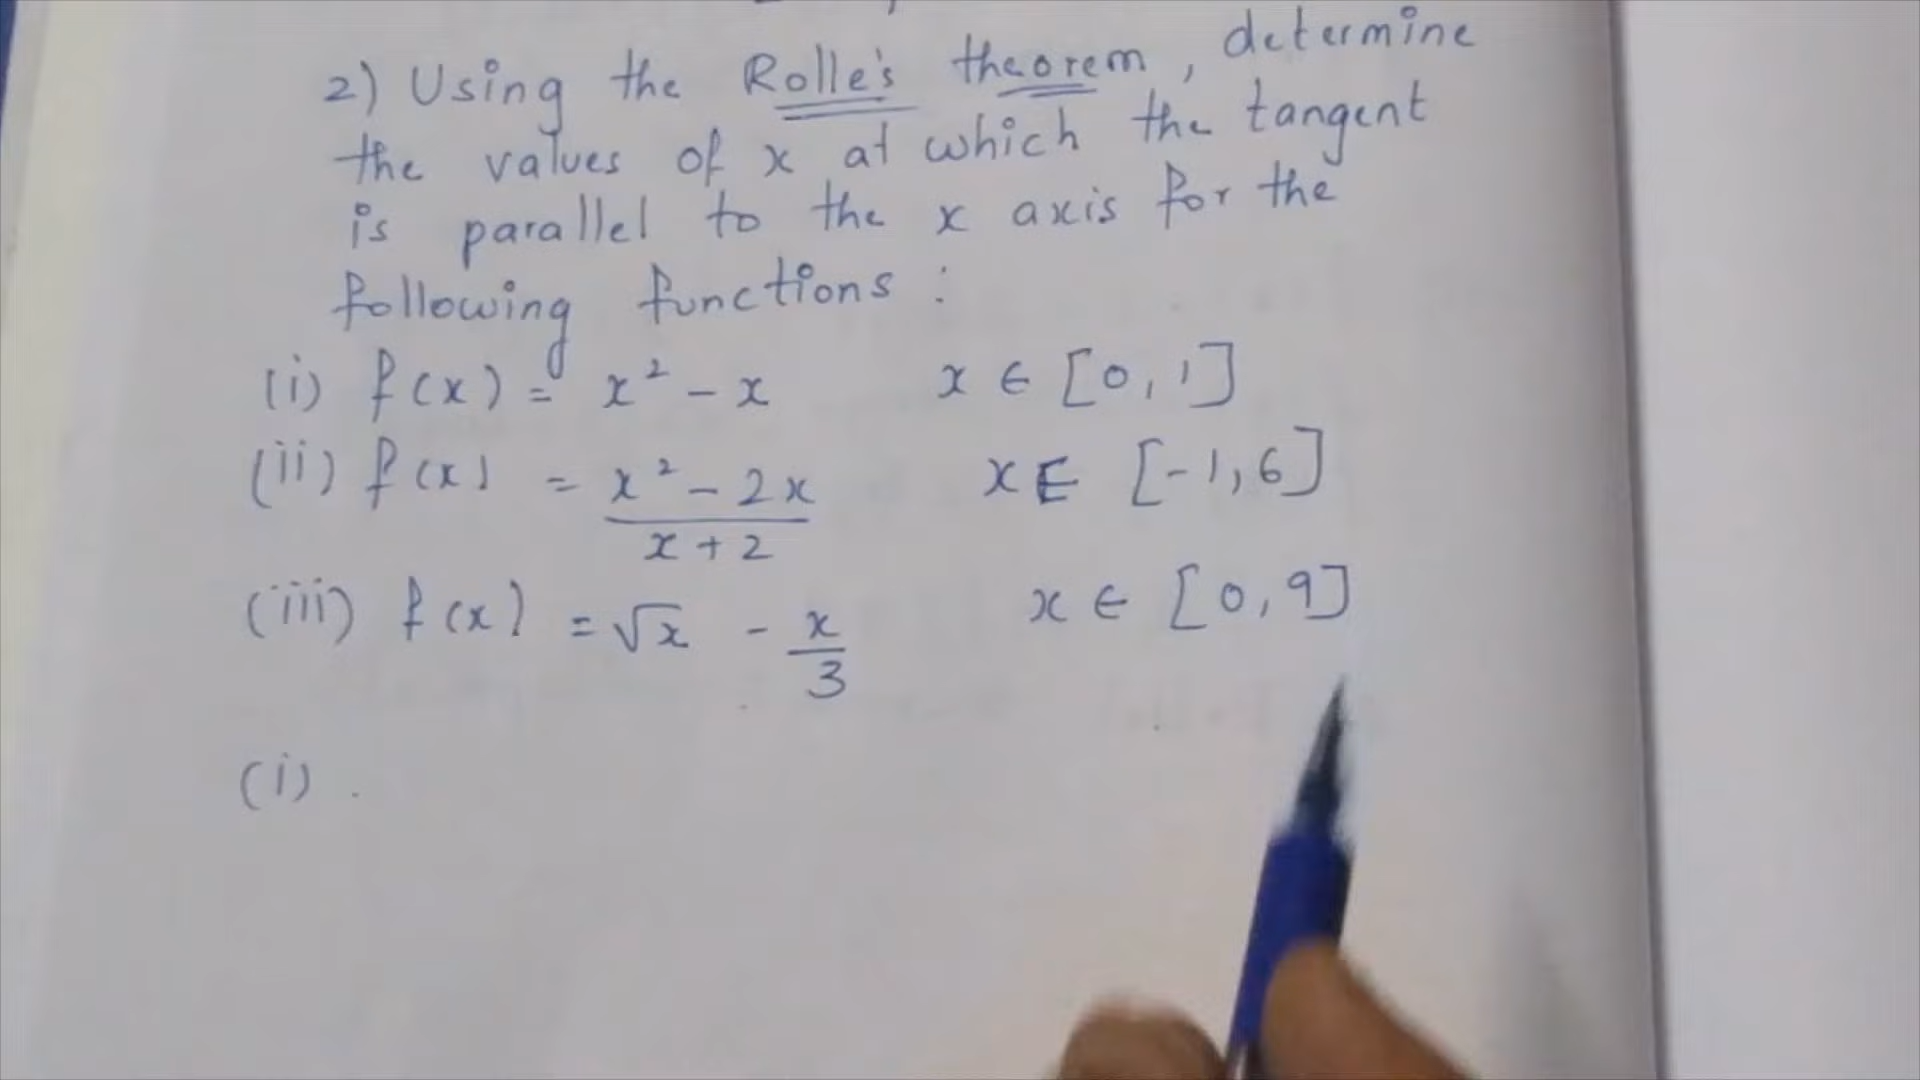 2) Using the Rolle's theorem, determine
the values of x at which the tangent
is parallel to the x axis for the
following functions :
(i) f(x) = x² - x x ∈ [0, 1]
(ii) f(x) = x² - 2x x ∈ [-1, 6]
x + 2
(iii) f(x) = √x - x/3 x ∈ [0, 9]
(i) .